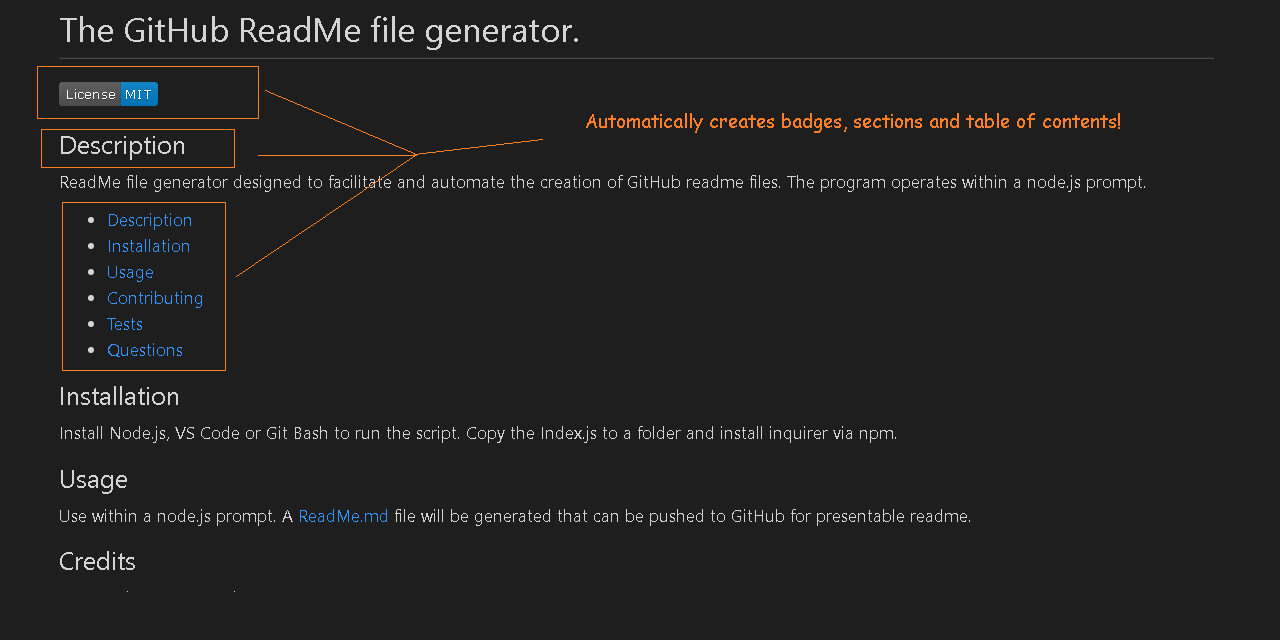 The GitHub ReadMe file generator.
License MIT
Automatically creates badges, sections and table of contents!
Description
ReadMe file generator designed to facilitate and automate the creation of GitHub readme files. The program operates within a node.js prompt.
Description
Installation
Usage
Contributing
Tests
Questions
Installation
Install Node.js, VS Code or Git Bash to run the script. Copy the Index.js to a folder and install inquirer via npm.
Usage
Use within a node.js prompt. A ReadMe.md file will be generated that can be pushed to GitHub for presentable readme.
Credits